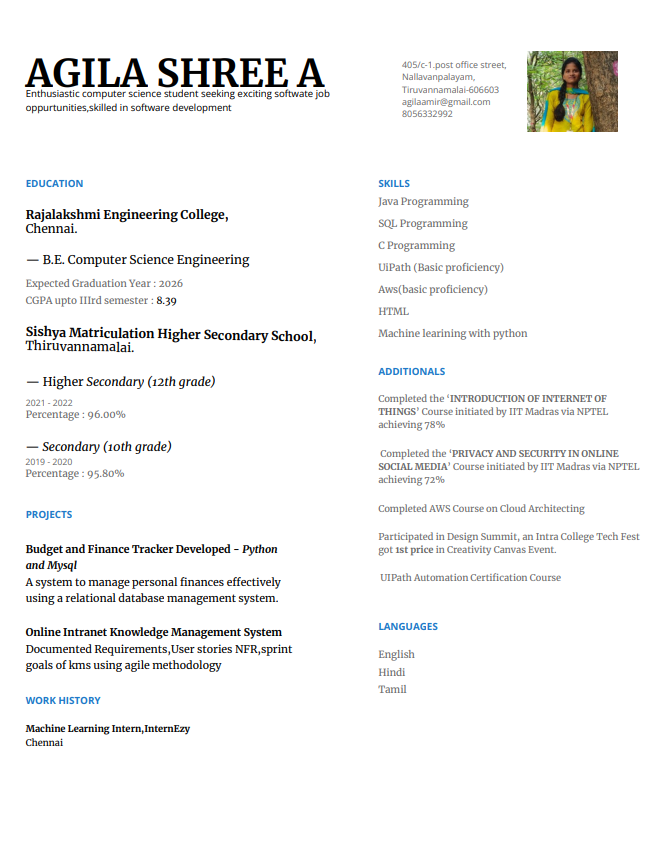 AGILA SHREE A
Enthusiastic computer science student seeking exciting softwate job
oppurtunities,skilled in software development
405/c-1.post office street,
Nallavanpalayam,
Tiruvannamalai-606603
agilaamir@gmail.com
8056332992
EDUCATION
Rajalakshmi Engineering College,
Chennai.
— B.E. Computer Science Engineering
Expected Graduation Year : 2026
CGPA upto IIIrd semester : 8.39
Sishya Matriculation Higher Secondary School,
Thiruvannamalai.
— Higher Secondary (12th grade)
2021 - 2022
Percentage : 96.00%
— Secondary (10th grade)
2019 - 2020
Percentage : 95.80%
PROJECTS
Budget and Finance Tracker Developed – Python
and Mysql
A system to manage personal finances effectively
using a relational database management system.
Online Intranet Knowledge Management System
Documented Requirements,User stories NFR,sprint
goals of kms using agile methodology
WORK HISTORY
Machine Learning Intern,InternEzy
Chennai
SKILLS
Java Programming
SQL Programming
C Programming
UiPath (Basic proficiency)
Aws(basic proficiency)
HTML
Machine learining with python
ADDITIONALS
Completed the ‘INTRODUCTION OF INTERNET OF
THINGS’ Course initiated by IIT Madras via NPTEL
achieving 78%
Completed the ‘PRIVACY AND SECURITY IN ONLINE
SOCIAL MEDIA’ Course initiated by IIT Madras via NPTEL
achieving 72%
Completed AWS Course on Cloud Architecting
Participated in Design Summit, an Intra College Tech Fest
got 1st price in Creativity Canvas Event.
UIPath Automation Certification Course
LANGUAGES
English
Hindi
Tamil